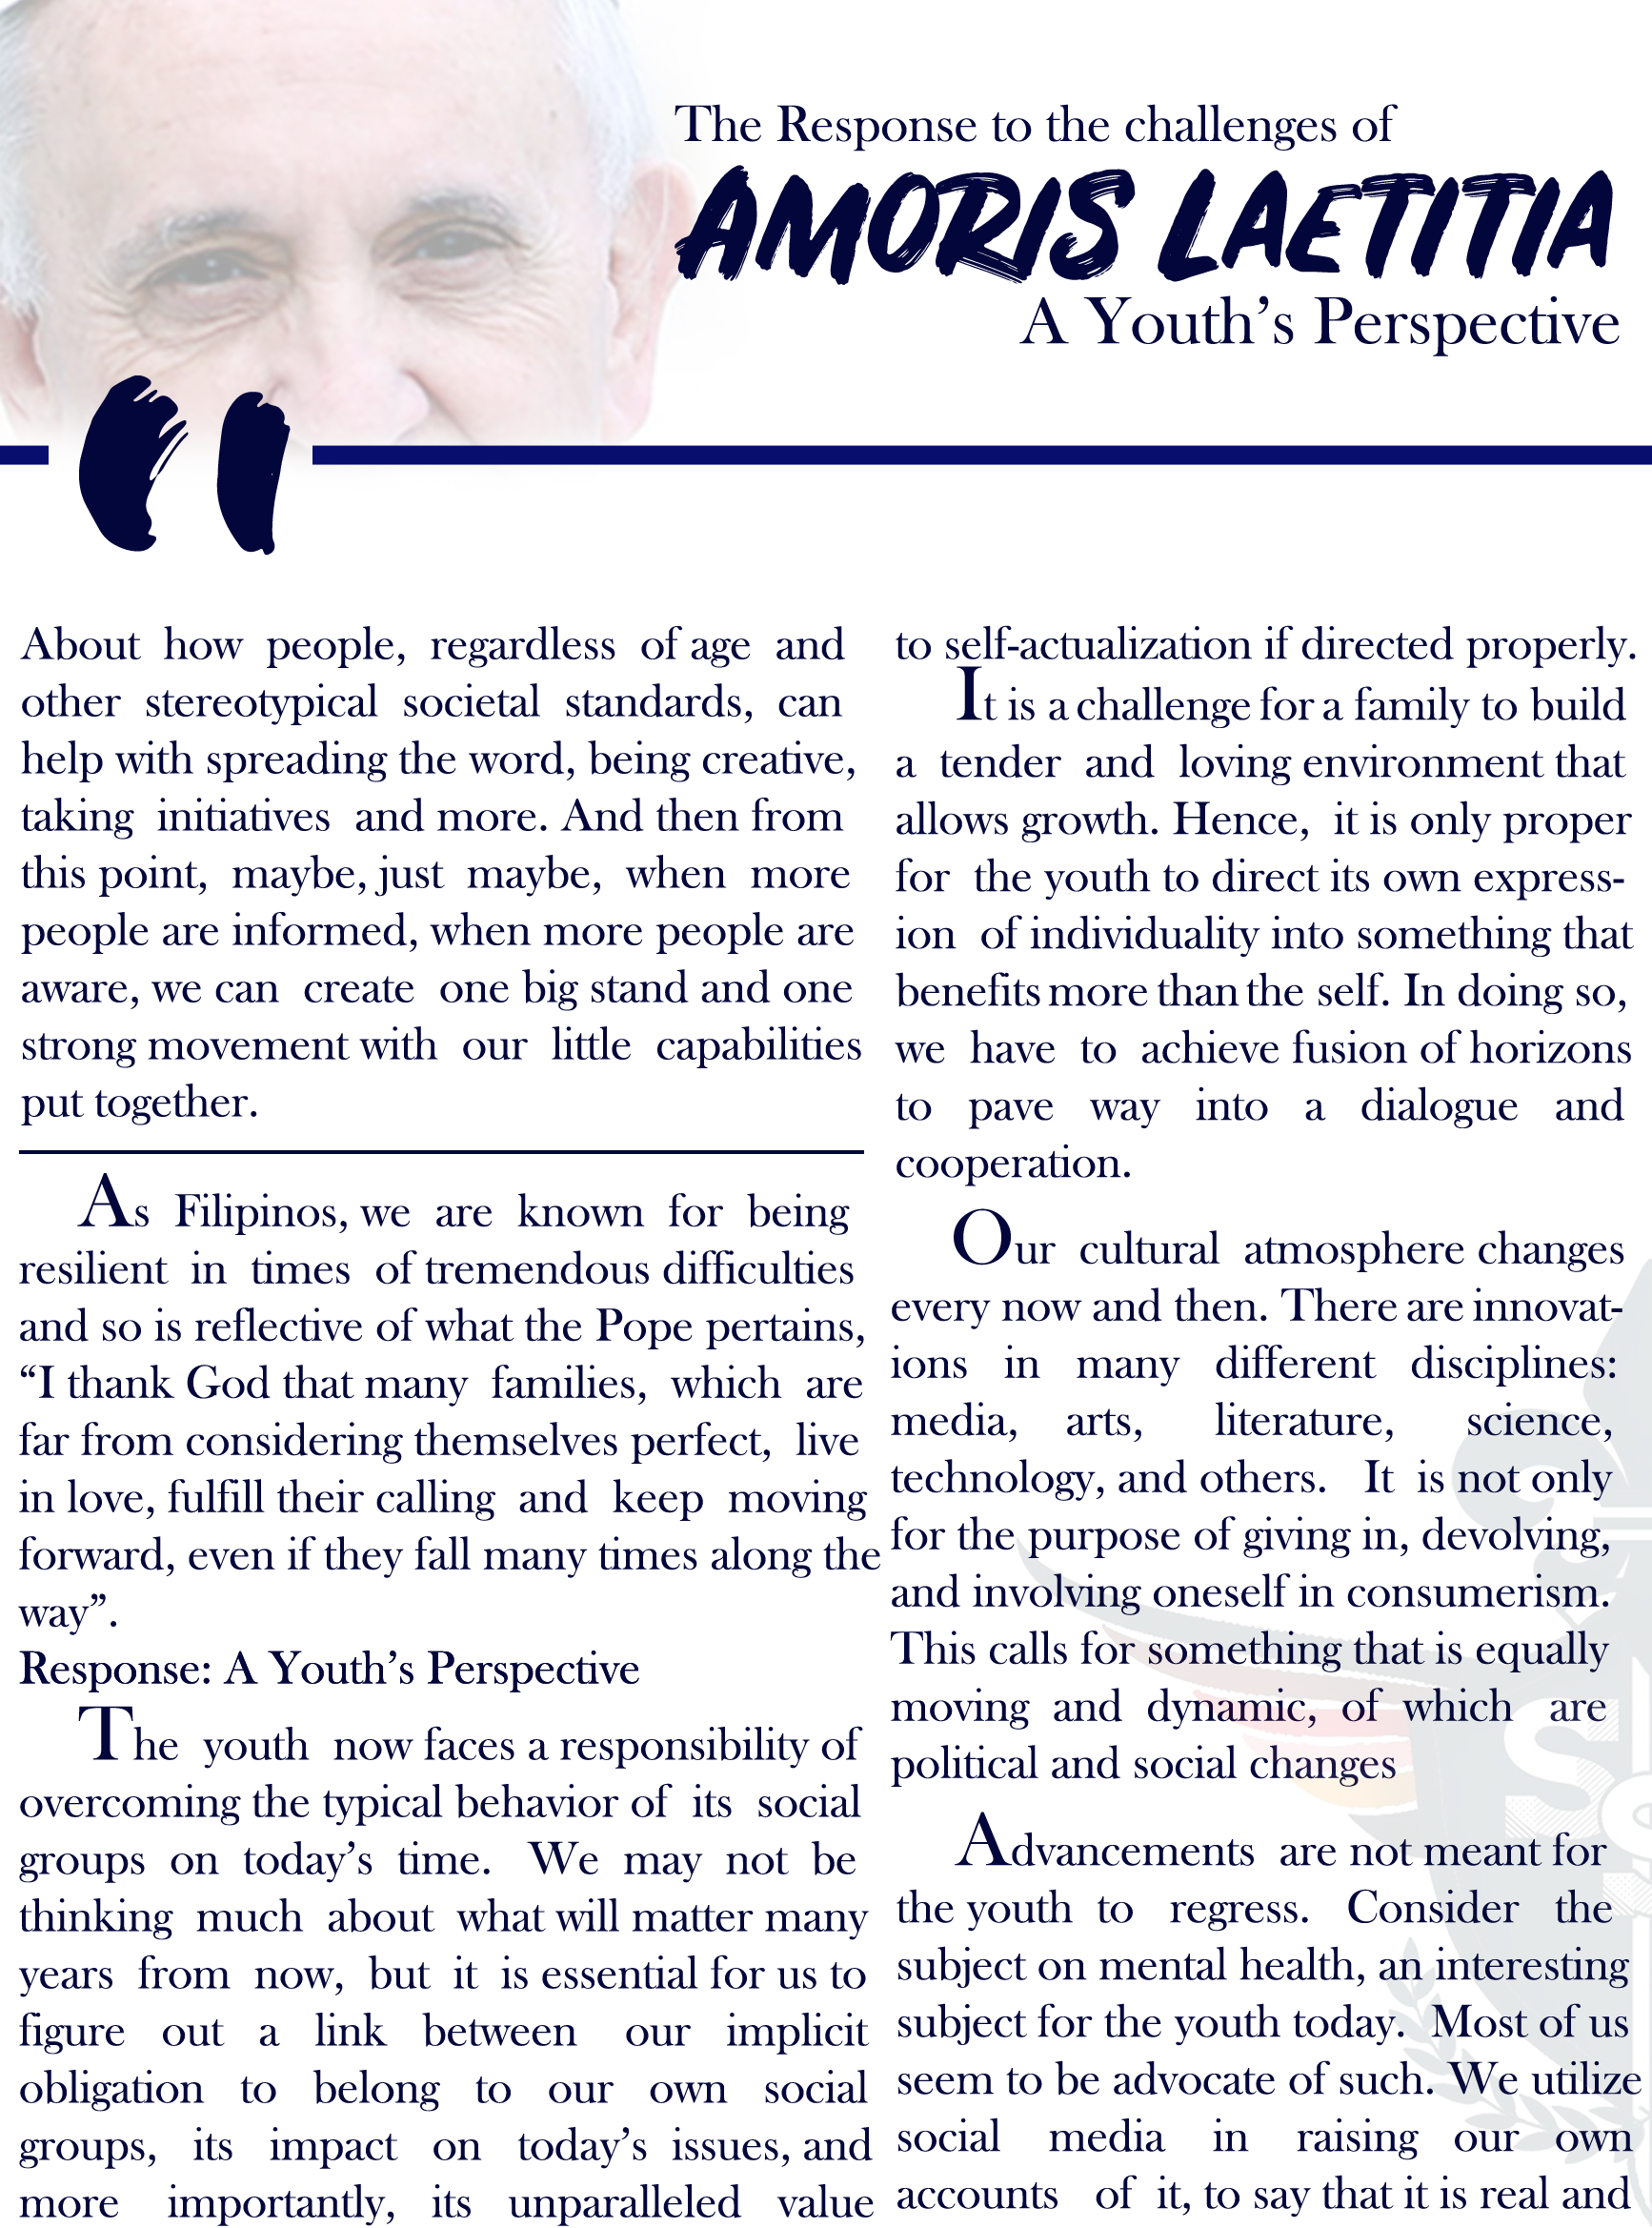 The Response to the challenges of
AMORIS LAETITIA
A Youth’s Perspective
About how people, regardless of age and
other stereotypical societal standards, can
help with spreading the word, being creative,
taking initiatives and more. And then from
this point, maybe, just maybe, when more
people are informed, when more people are
aware, we can create one big stand and one
strong movement with our little capabilities
put together.
As Filipinos, we are known for being
resilient in times of tremendous difficulties
and so is reflective of what the Pope pertains,
“I thank God that many families, which are
far from considering themselves perfect, live
in love, fulfill their calling and keep moving
forward, even if they fall many times along the
way”.
Response: A Youth’s Perspective
The youth now faces a responsibility of
overcoming the typical behavior of its social
groups on today’s time. We may not be
thinking much about what will matter many
years from now, but it is essential for us to
figure out a link between our implicit
obligation to belong to our own social
groups, its impact on today’s issues, and
more importantly, its unparalleled value
to self-actualization if directed properly.
It is a challenge for a family to build
a tender and loving environment that
allows growth. Hence, it is only proper
for the youth to direct its own express-
ion of individuality into something that
benefits more than the self. In doing so,
we have to achieve fusion of horizons
to pave way into a dialogue and
cooperation.
Our cultural atmosphere changes
every now and then. There are innovat-
ions in many different disciplines:
media, arts, literature, science,
technology, and others. It is not only
for the purpose of giving in, devolving,
and involving oneself in consumerism.
This calls for something that is equally
moving and dynamic, of which are
political and social changes
Advancements are not meant for
the youth to regress. Consider the
subject on mental health, an interesting
subject for the youth today. Most of us
seem to be advocate of such. We utilize
social media in raising our own
accounts of it, to say that it is real and